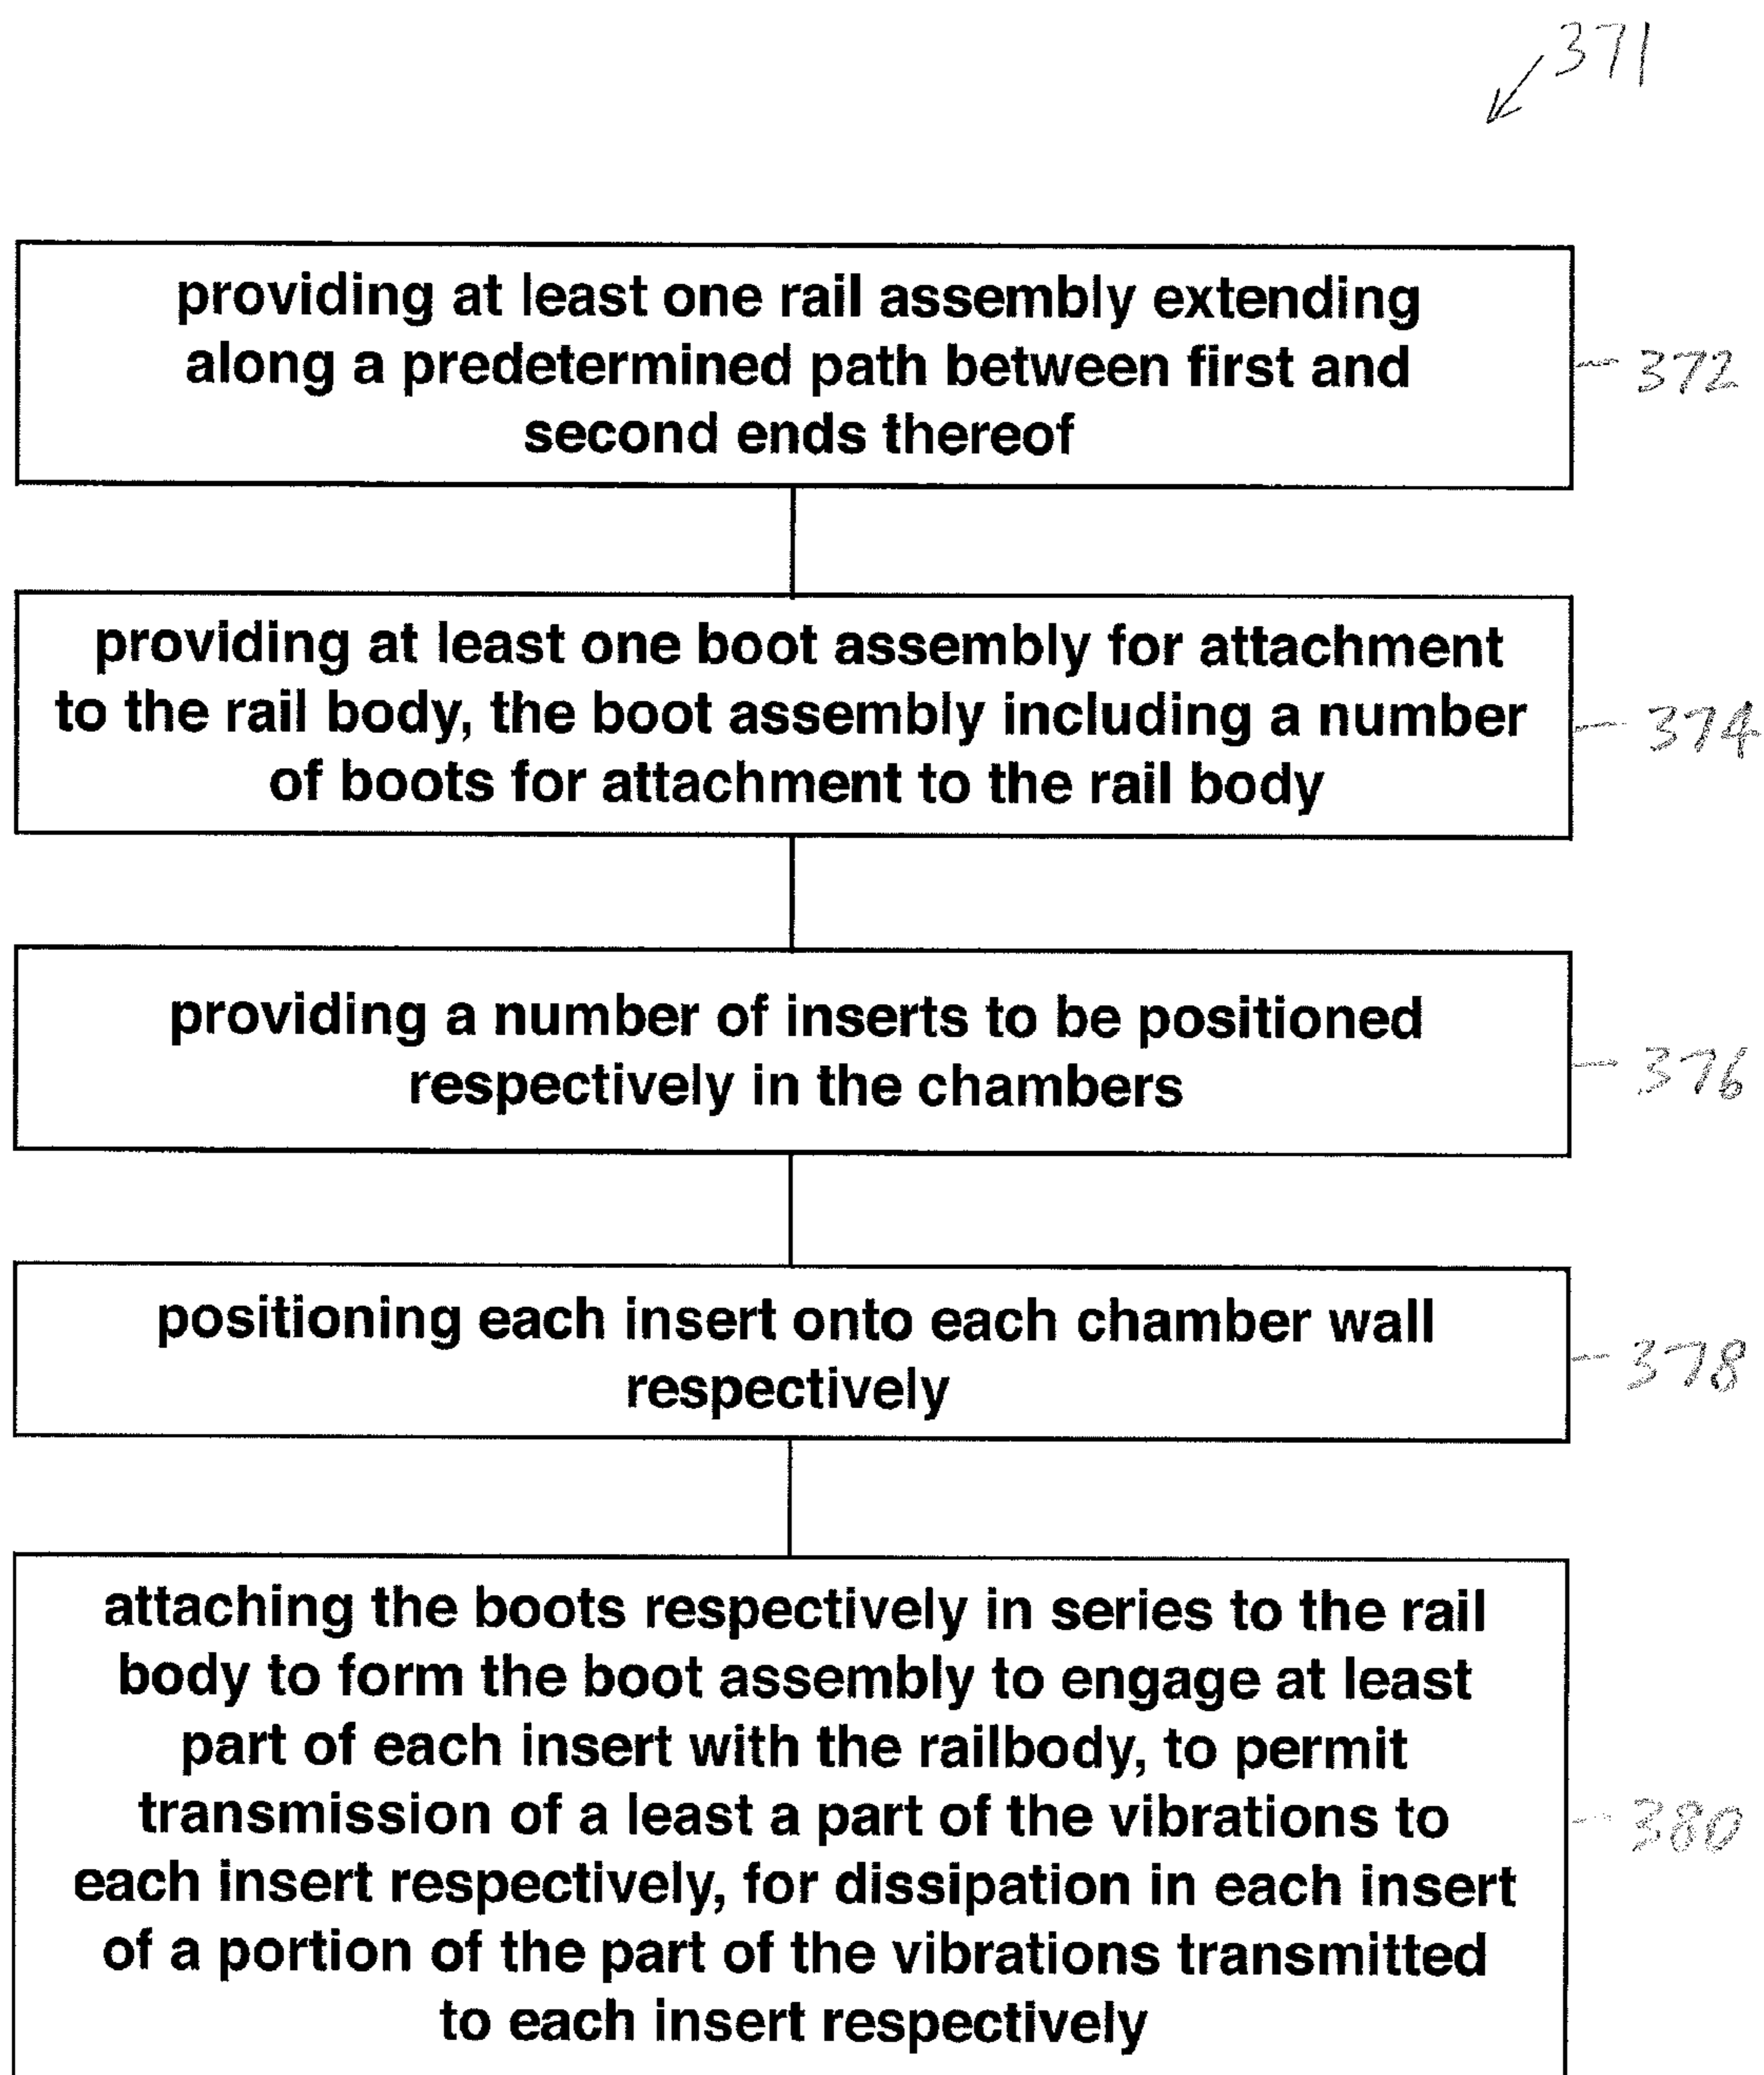 371
providing at least one rail assembly extending
along a predetermined path between first and
second ends thereof
372
providing at least one boot assembly for attachment
to the rail body, the boot assembly including a number
of boots for attachment to the rail body
374
providing a number of inserts to be positioned
respectively in the chambers
376
positioning each insert onto each chamber wall
respectively
378
attaching the boots respectively in series to the rail
body to form the boot assembly to engage at least
part of each insert with the railbody, to permit
transmission of a least a part of the vibrations to
each insert respectively, for dissipation in each insert
of a portion of the part of the vibrations transmitted
to each insert respectively
380